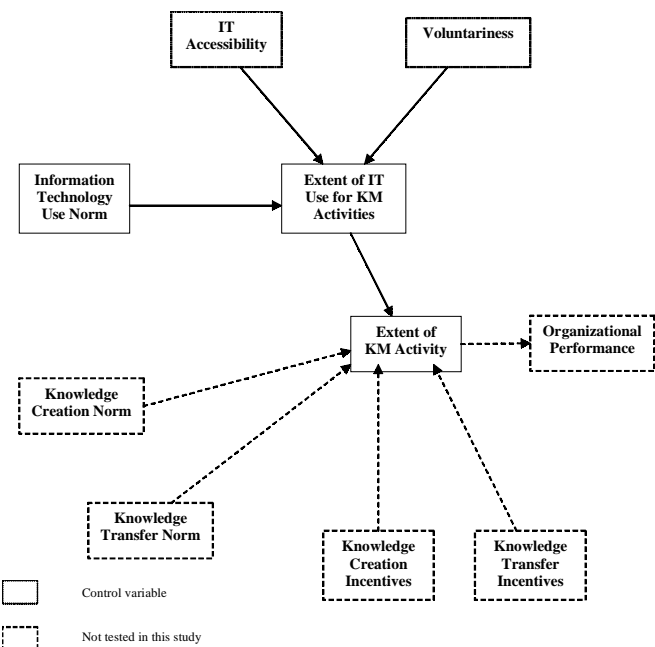 IT
Accessibility
Voluntariness
Information
Technology
Use Norm
Extent of IT
Use for KM
Activities
Extent of
KM Activity
Organizational
Performance
Knowledge
Creation Norm
Knowledge
Transfer Norm
Knowledge
Creation
Incentives
Knowledge
Transfer
Incentives
Control variable
Not tested in this study